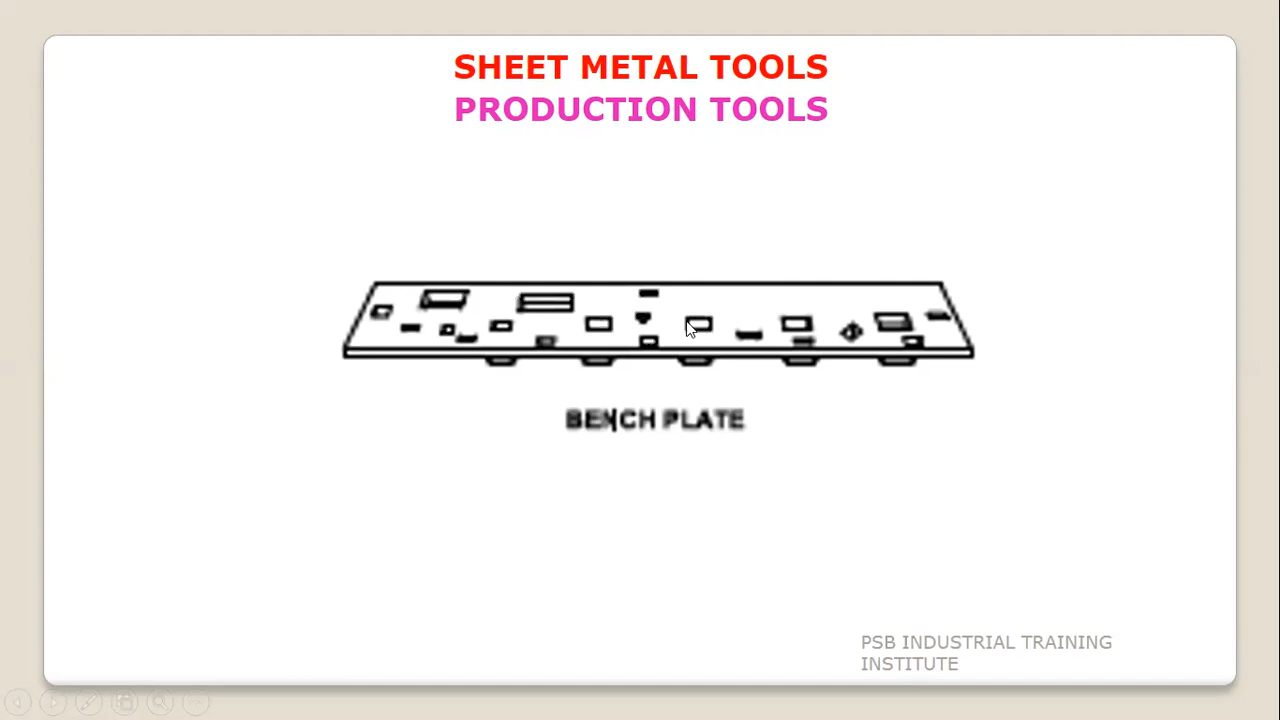 SHEET METAL TOOLS
PRODUCTION TOOLS
BENCH PLATE
PSB INDUSTRIAL TRAINING
INSTITUTE